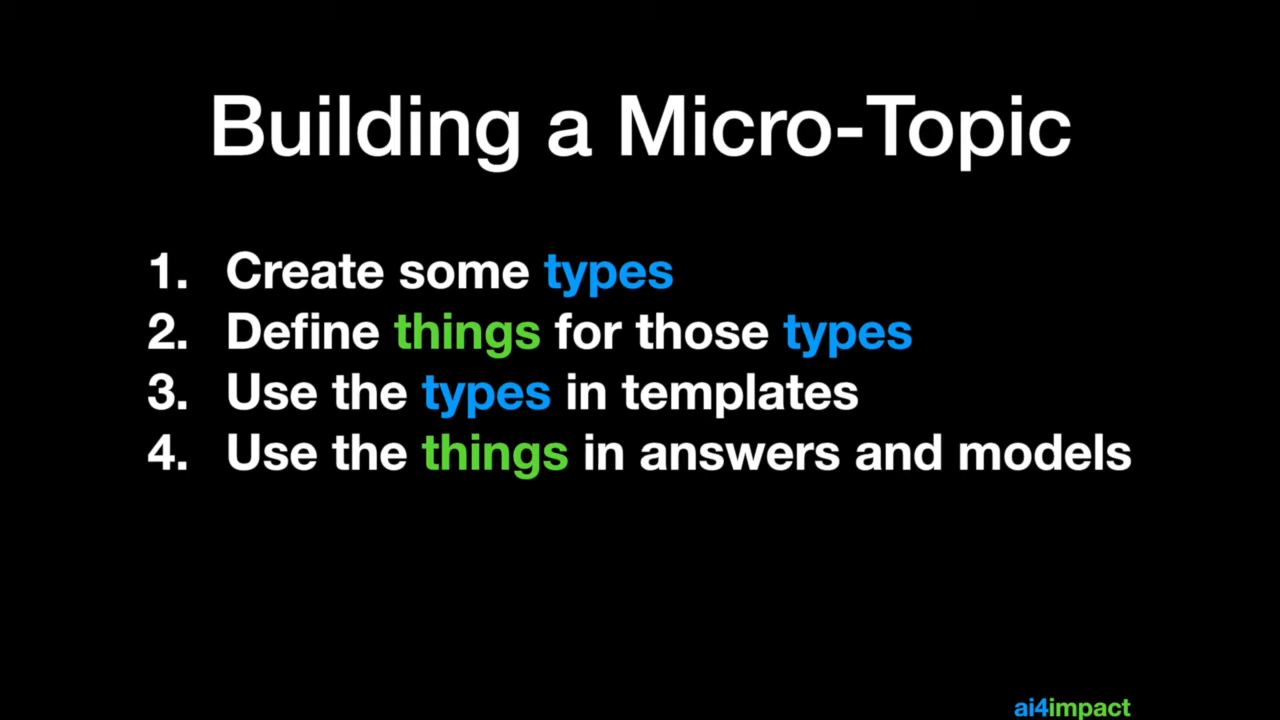 Building a Micro-Topic
1. Create some types
2. Define things for those types
3. Use the types in templates
4. Use the things in answers and models
ai4impact